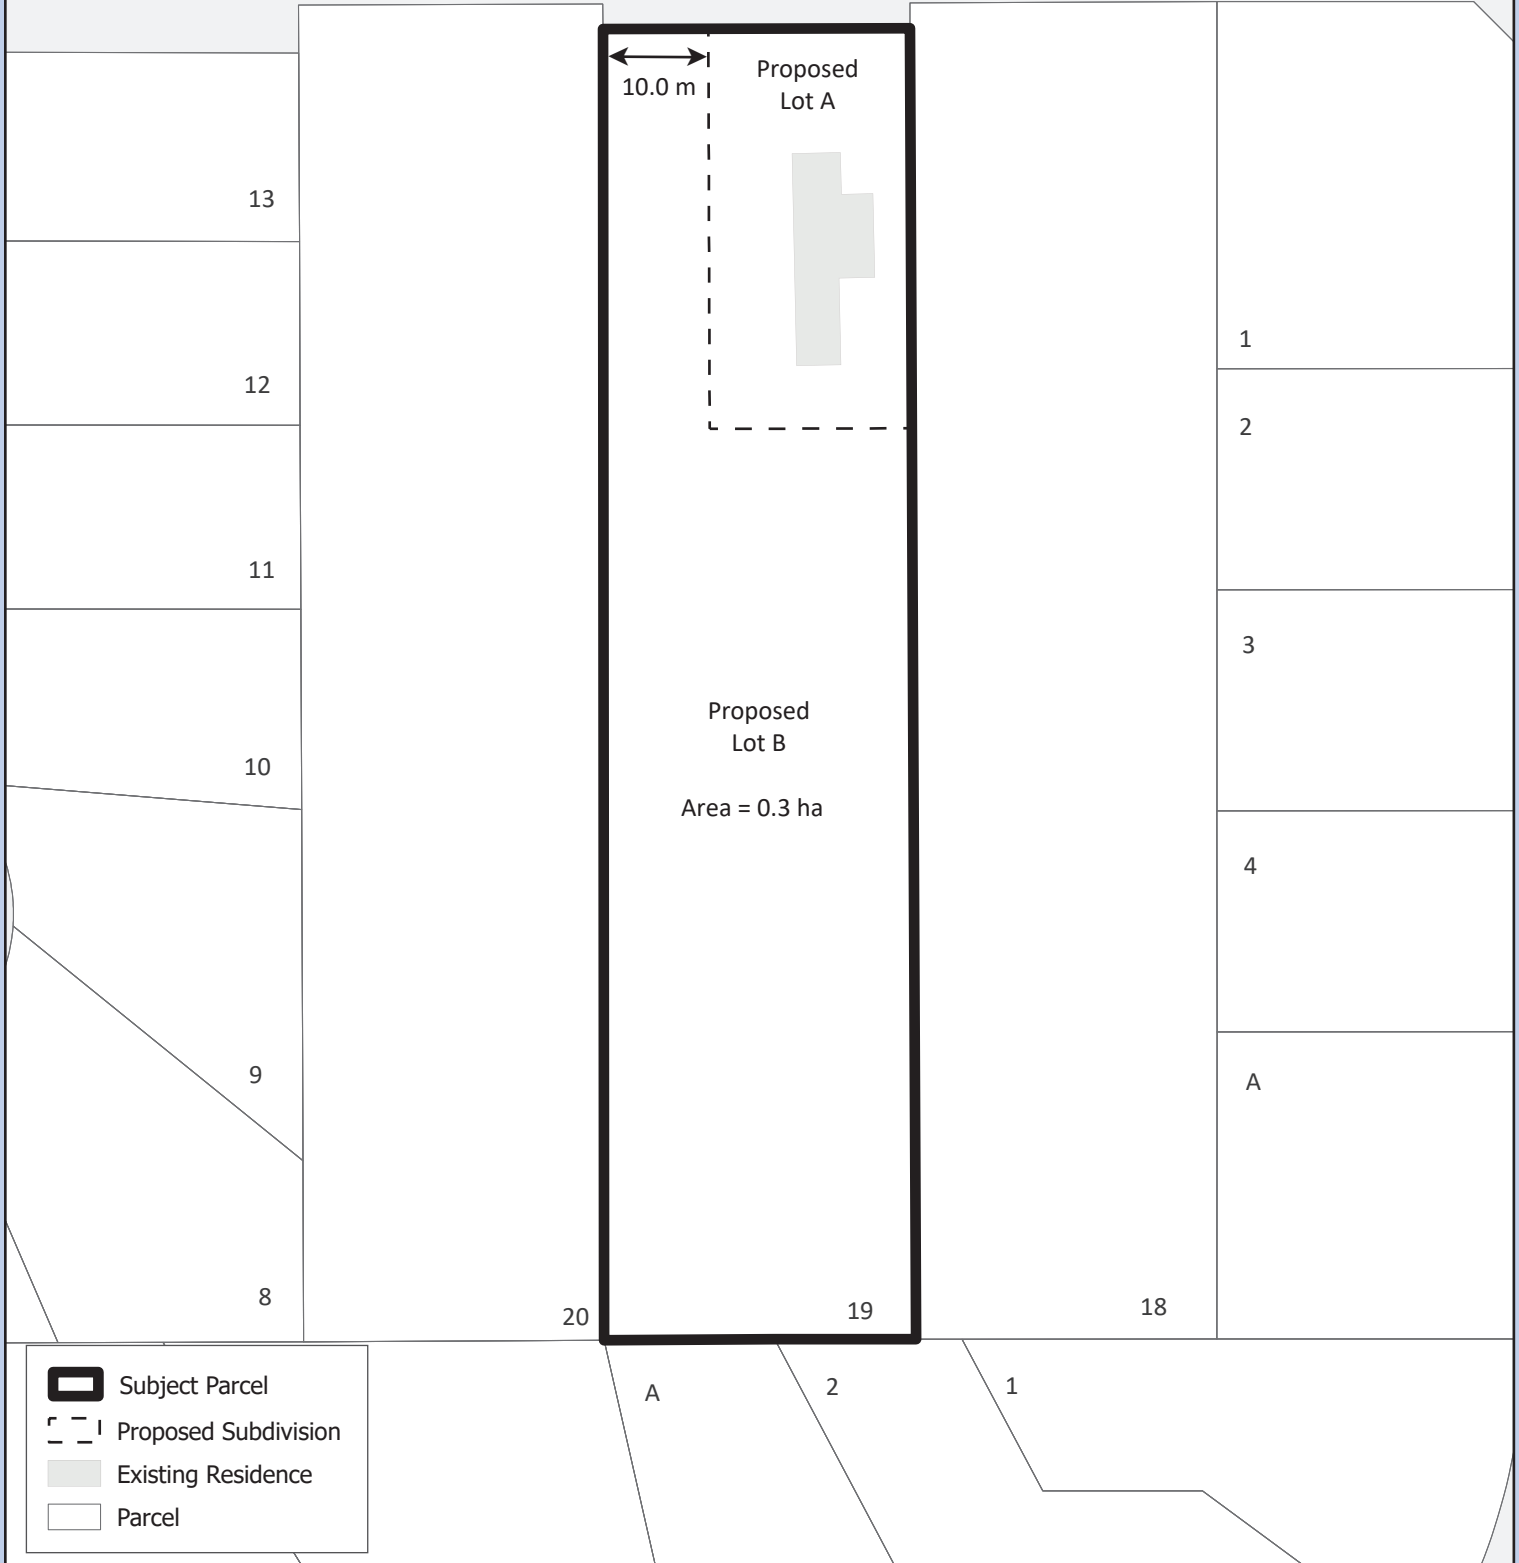 10.0 m
Proposed
Lot A
13
12
11
10
9
8
20
Proposed
Lot B
Area = 0.3 ha
19
18
1
2
3
4
A
A
2
1
Subject Parcel
Proposed Subdivision
Existing Residence
Parcel